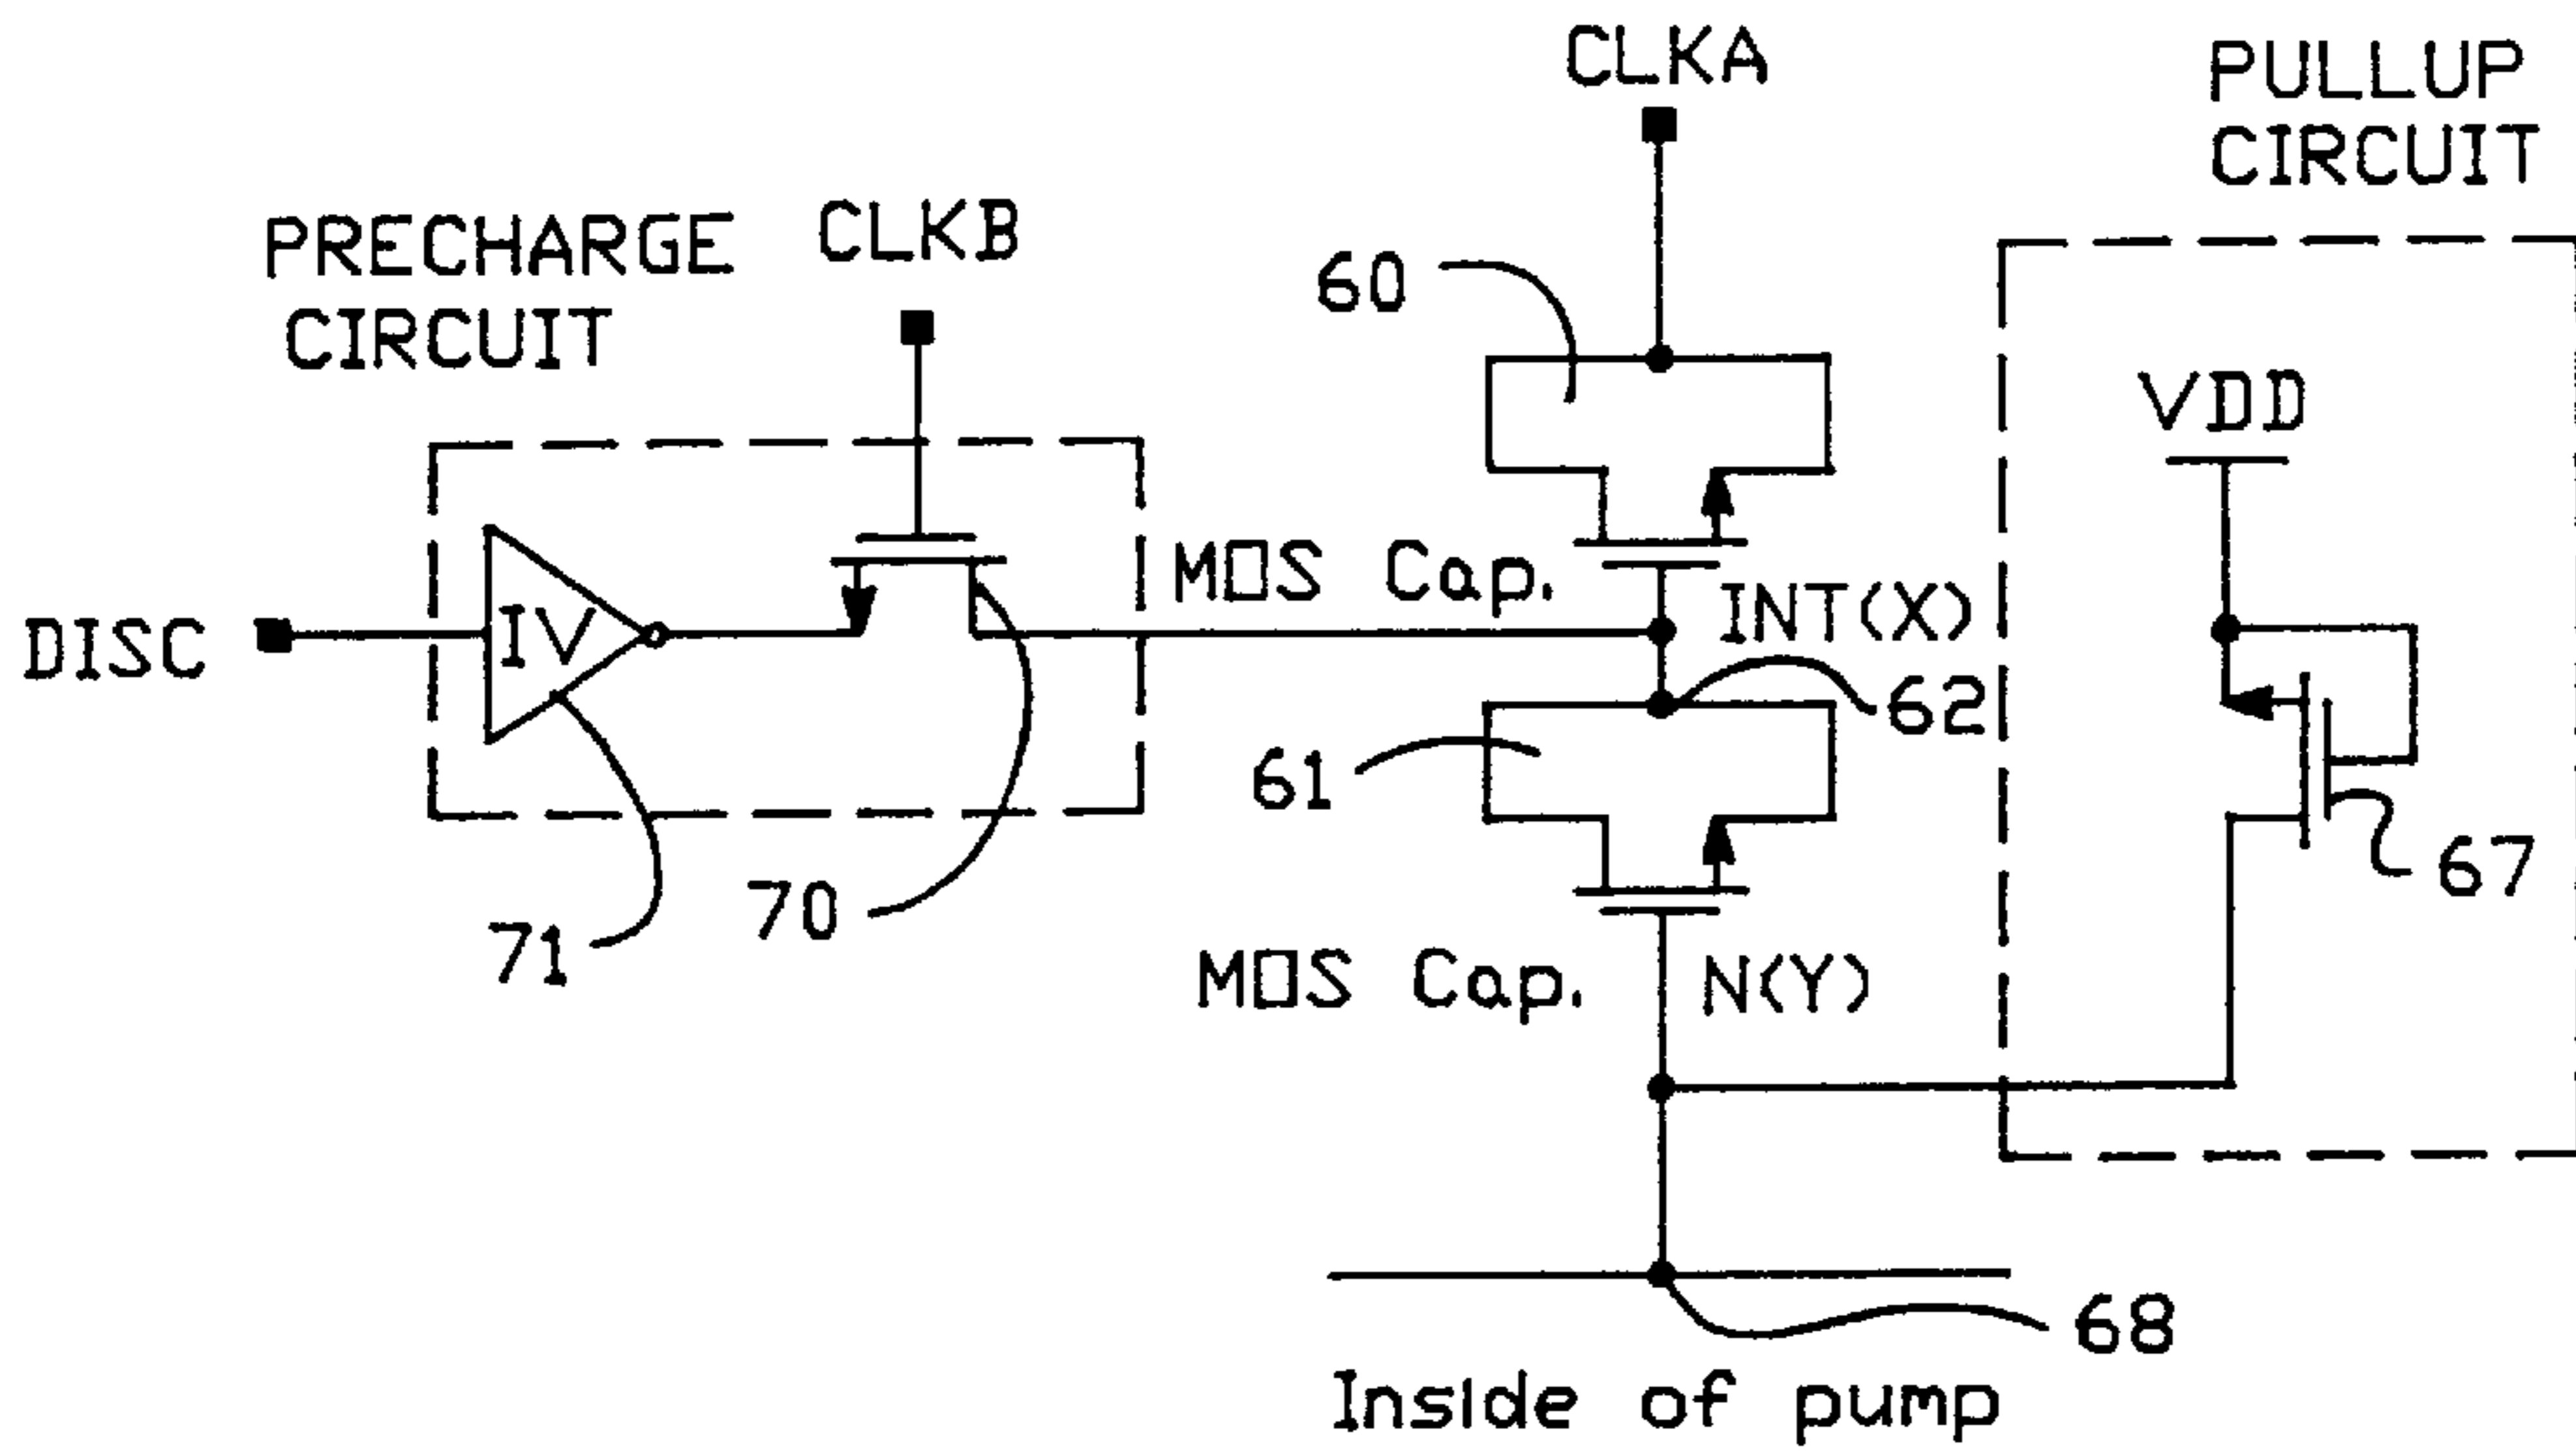 CLKA
PULLUP
CIRCUIT
PRECHARGE
CIRCUIT
CLKB
60
VDD
MOS Cap.
INT(X)
DISC
IV
62
61
67
70
71
MOS Cap.
N(Y)
68
Inside of pump